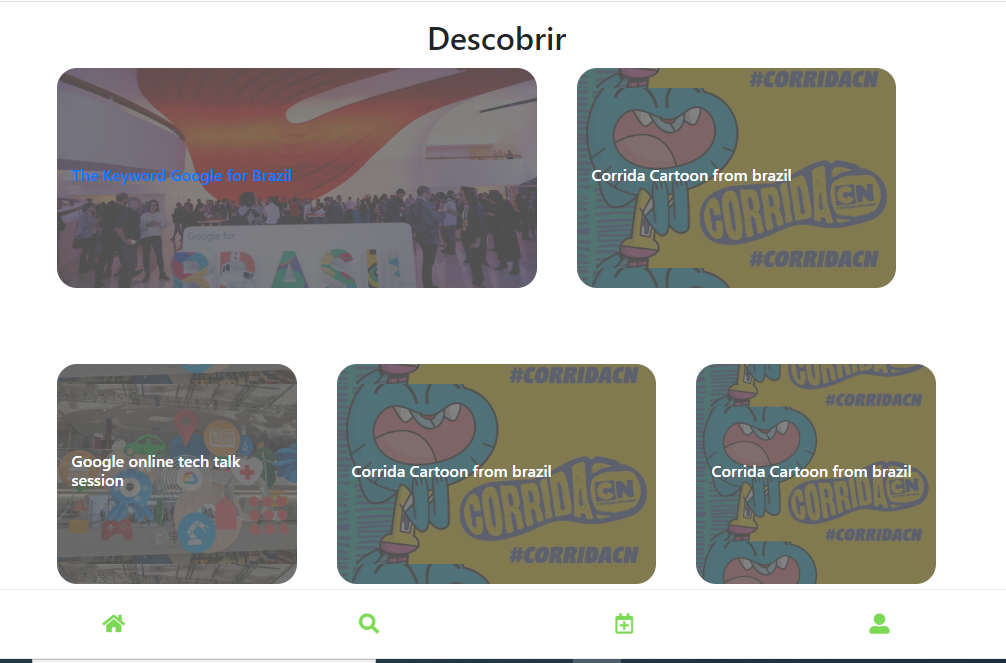 Descobrir
The Keyword Google for Brazil
Google for
BRASIL
#CORRIDACN
Corrida Cartoon from brazil
CORRIDA CN
#CORRIDACN
Google online tech talk
session
#CORRIDACN
Corrida Cartoon from brazil
CORRIDA CN
#CORRIDACN
CORRIDA
#CORRIDACN
Corrida Cartoon from brazil
CORRIDA CN
#CORRIDACN